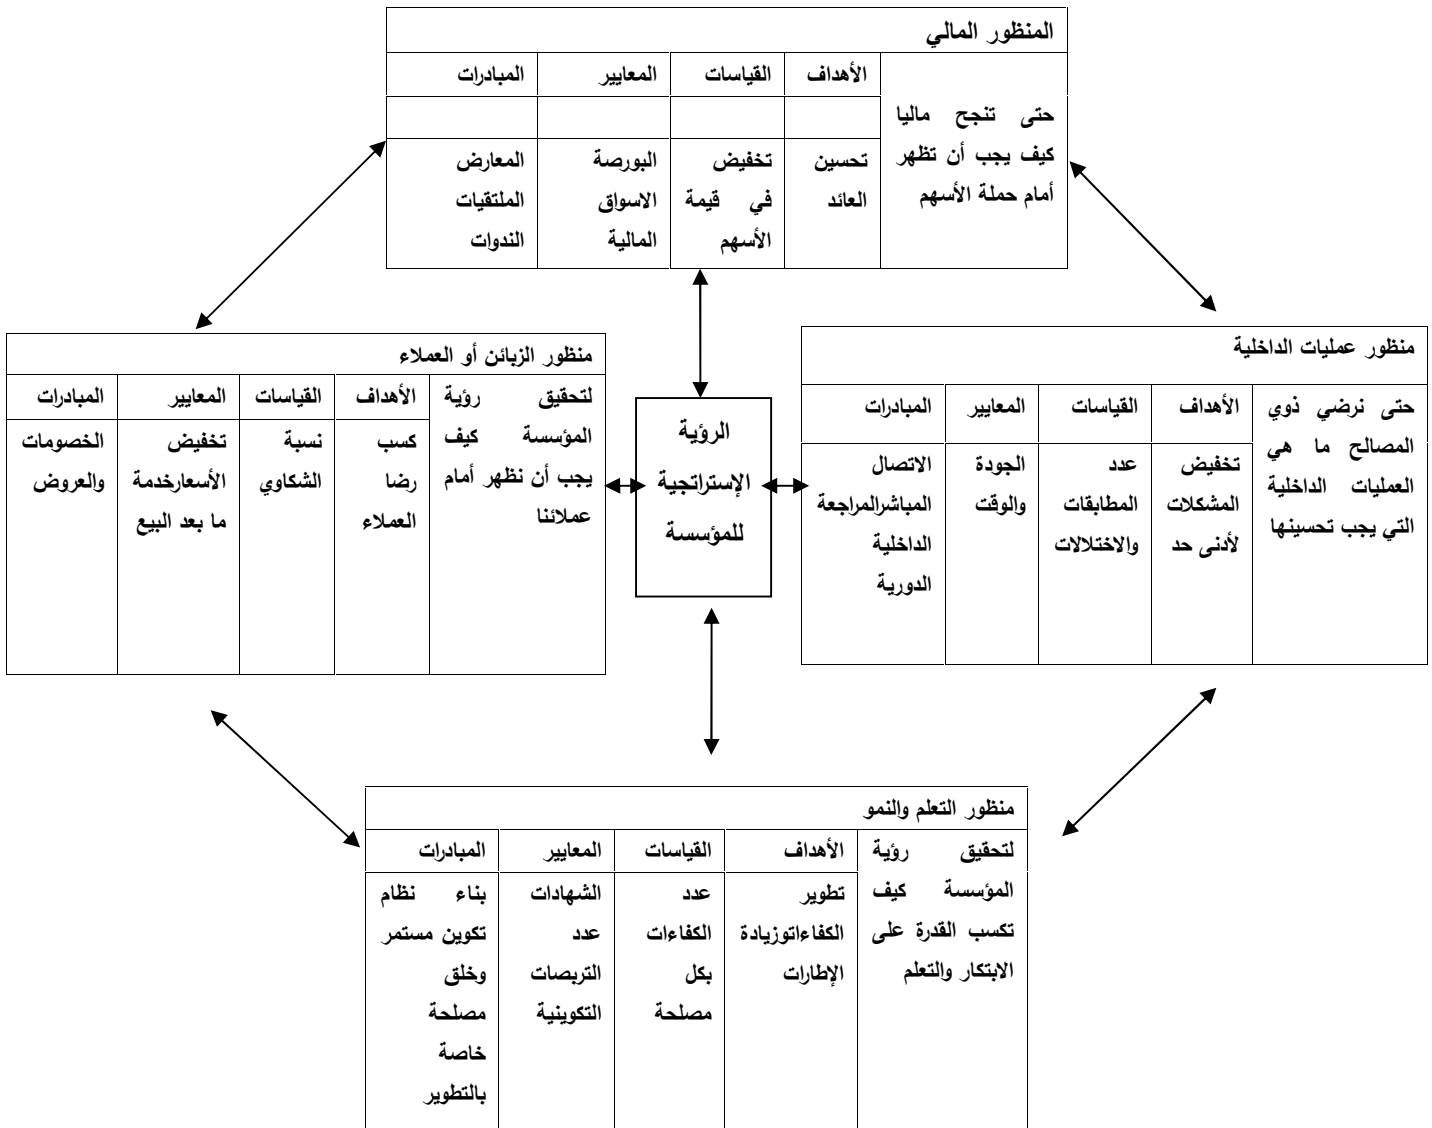 المنظور المالي
حتى تنجح ماليا
كيف يجب أن تظهر
أمام حملة الأسهم
الأهداف
القياسات
المعايير
المبادرات
تحسين
العائد
تخفيض
في قيمة
الأسهم
البورصة
الاسواق
المالية
المعارض
الملتقيات
الندوات
منظور عمليات الداخلية
حتى نرضي ذوي
المصالح ما هي
العمليات الداخلية
التي يجب تحسينها
الأهداف
القياسات
المعايير
المبادرات
تخفيض
المشكلات
لأدنى حد
عدد
المطابقات
والاختلالات
الجودة
والوقت
الاتصال
المباشرالمراجعة
الداخلية
الدورية
الرؤية
الإستراتجية
للمؤسسة
منظور الزبائن أو العملاء
لتحقيق رؤية
المؤسسة كيف
يجب أن نظهر أمام
عملائنا
الأهداف
القياسات
المعايير
المبادرات
كسب
رضا
العملاء
نسبة
الشكاوي
تخفيض
الأسعارخدمة
ما بعد البيع
الخصومات
والعروض
منظور التعلم والنمو
لتحقيق رؤية
المؤسسة كيف
تكسب القدرة على
الابتكار والتعلم
الأهداف
القياسات
المعايير
المبادرات
تطوير
الكفاءاتوزيادة
الإطارات
عدد
الكفاءات
بكل
مصلحة
الشهادات
عدد
التربصات
التكوينية
بناء نظام
تكوين مستمر
وخلق
مصلحة
خاصة
بالتطوير